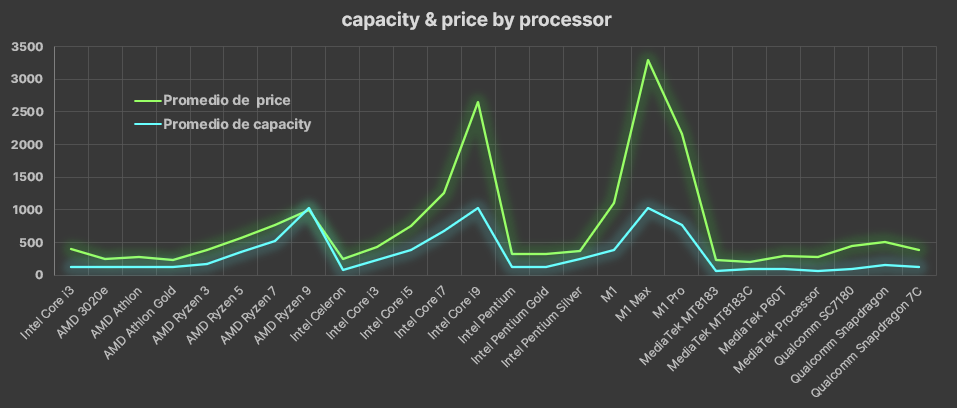 capacity & price by processor
3500
3000
2500
2000
1500
1000
500
0
Promedio de  price
Promedio de capacity
Intel Core I3
AMD 3020e
AMD Athlon
AMD Athlon Gold
AMD Ryzen 3
AMD Ryzen 5
AMD Ryzen 7
AMD Ryzen 9
Intel Celeron
Intel Core i3
Intel Core i5
Intel Core i7
Intel Core i9
Intel Pentium
Intel Pentium Gold
Intel Pentium Silver
M1
M1 Max
M1 Pro
MediaTek MT8183
MediaTek MT8183C
MediaTek P60T
MediaTek Processor
Qualcomm SC7180
Qualcomm Snapdragon
Qualcomm Snapdragon 7C